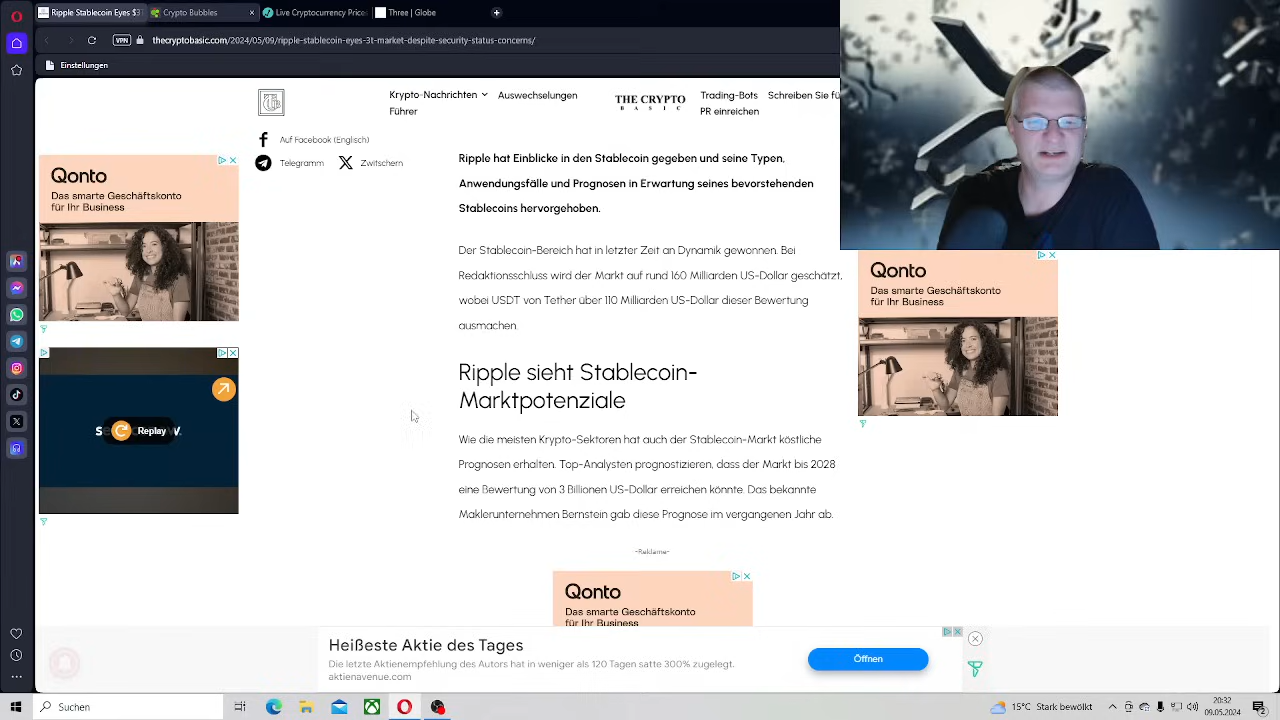 Ripple Stablecoin Eyes $3
Crypto Bubbles
Live Cryptocurrency Prices
Three | Globe
VPN
thecryptobasic.com/2024/05/09/ripple-stablecoin-eyes-3t-market-despite-security-status-concerns/
Einstellungen
Krypto-Nachrichten
Auswechselungen
Führer
THE CRYPTO
BASIC
Trading-Bots
Schreiben Sie fü
PR einreichen
Auf Facebook (Englisch)
Telegramm
Zwitschern
Qonto
Das smarte Geschäftskonto
für Ihr Business
Replay
Ripple hat Einblicke in den Stablecoin gegeben und seine Typen,
Anwendungsfälle und Prognosen in Erwartung seines bevorstehenden
Stablecoins hervorgehoben.
Der Stablecoin-Bereich hat in letzter Zeit an Dynamik gewonnen. Bei
Redaktionsschluss wird der Markt auf rund 160 Milliarden US-Dollar geschätzt,
wobei USDT von Tether über 110 Milliarden US-Dollar dieser Bewertung
ausmachen.
Ripple sieht Stablecoin-
Marktpotenziale
Wie die meisten Krypto-Sektoren hat auch der Stablecoin-Markt köstliche
Prognosen erhalten. Top-Analysten prognostizieren, dass der Markt bis 2028
eine Bewertung von 3 Billionen US-Dollar erreichen könnte. Das bekannte
Maklerunternehmen Bernstein gab diese Prognose im vergangenen Jahr ab.
-Reklame-
Qonto
Das smarte Geschäftskonto
für Ihr Business
Qonto
Das smarte Geschäftskonto
für Ihr Business
Heißeste Aktie des Tages
Die letzte Aktienempfehlung des Autors hat in weniger als 120 Tagen satte 300% zugelegt.
aktienavenue.com
Öffnen
Suchen
15°C Stark bewölkt
20:32
09.05.2024